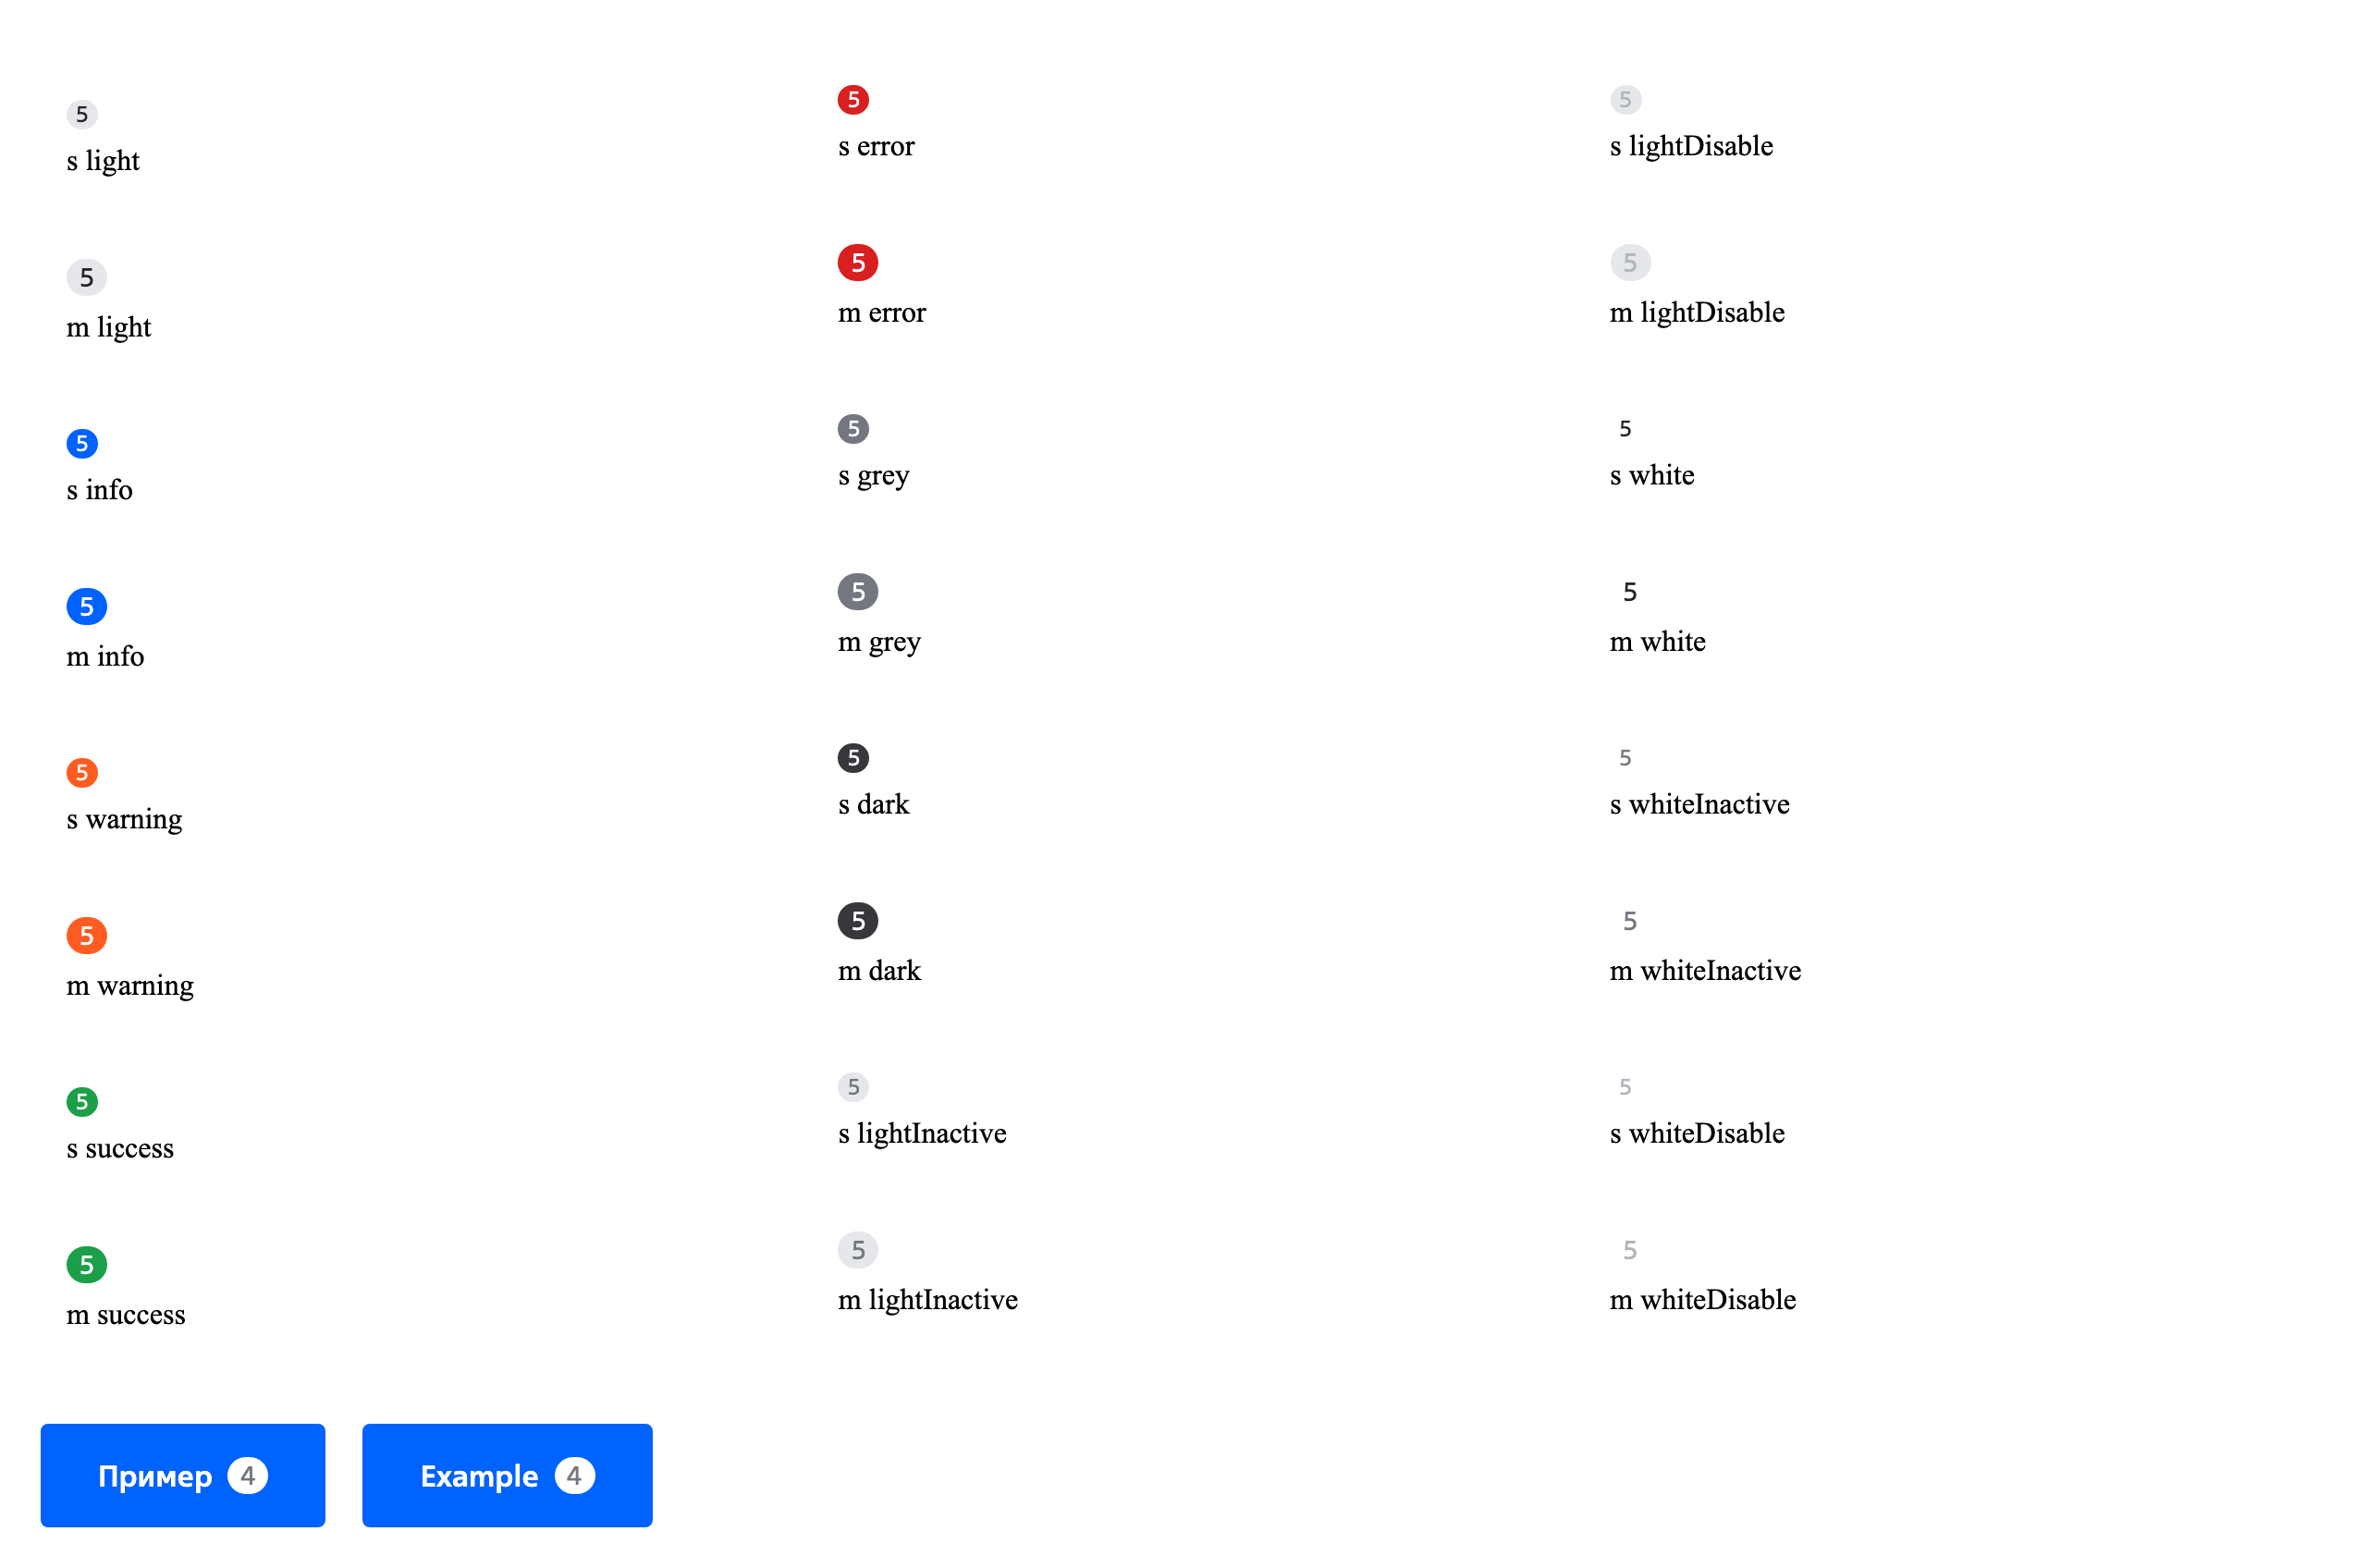 5
s light
5
m light
5
s info
5
m info
5
s warning
5
m warning
5
s success
5
m success
5
s error
5
m error
5
s grey
5
m grey
5
s dark
5
m dark
5
s lightInactive
5
m lightInactive
5
s lightDisable
5
m lightDisable
5
s white
5
m white
5
s whiteInactive
5
m whiteInactive
5
s whiteDisable
5
m whiteDisable
Пример 4
Example 4